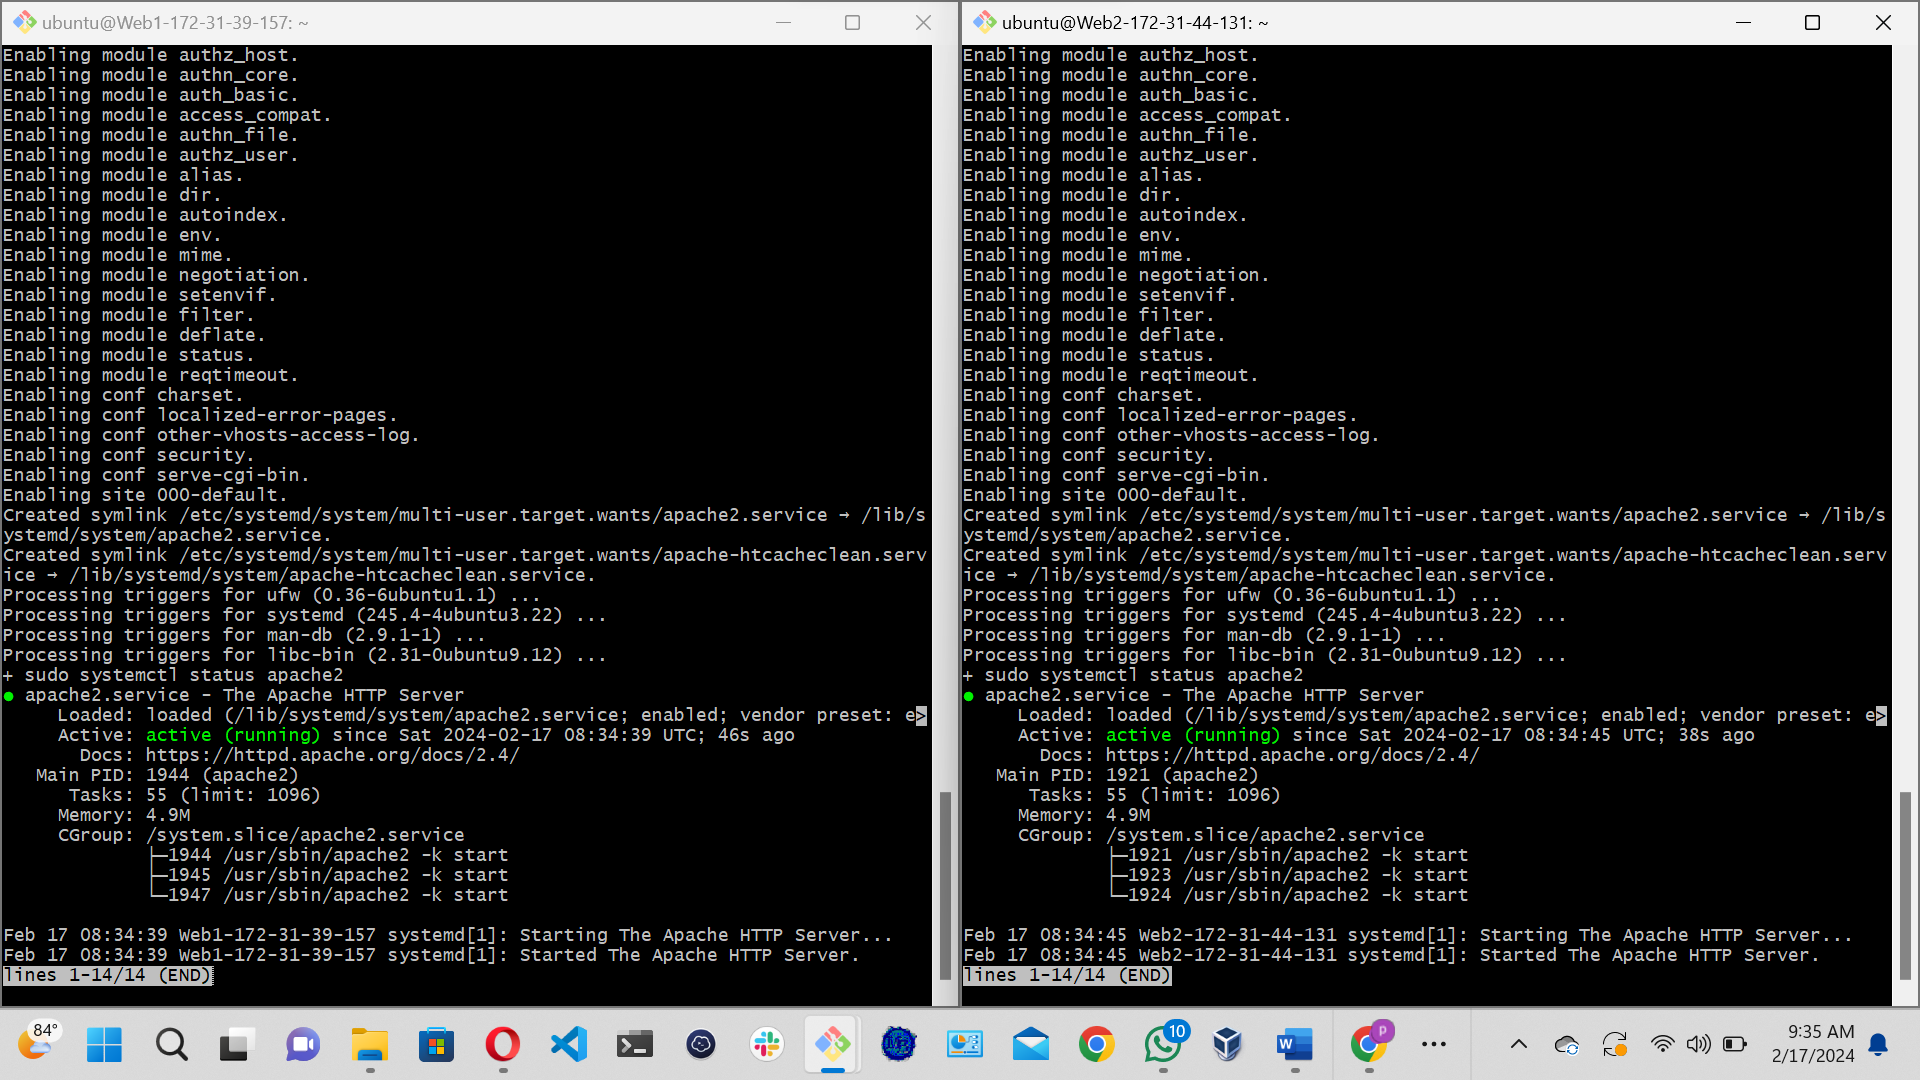 ubuntu@Web1-172-31-39-157: ~
Enabling module authz_host.
Enabling module authn_core.
Enabling module auth_basic.
Enabling module access_compat.
Enabling module authn_file.
Enabling module authz_user.
Enabling module alias.
Enabling module dir.
Enabling module autoindex.
Enabling module env.
Enabling module mime.
Enabling module negotiation.
Enabling module setenvif.
Enabling module filter.
Enabling module deflate.
Enabling module status.
Enabling module reqtimeout.
Enabling conf charset.
Enabling conf localized-error-pages.
Enabling conf other-vhosts-access-log.
Enabling conf security.
Enabling conf serve-cgi-bin.
Enabling site 000-default.
Created symlink /etc/systemd/system/multi-user.target.wants/apache2.service → /lib/s
ystemd/system/apache2.service.
Created symlink /etc/systemd/system/multi-user.target.wants/apache-htcacheclean.serv
ice → /lib/systemd/system/apache-htcacheclean.service.
Processing triggers for ufw (0.36-6ubuntu1.1) ...
Processing triggers for systemd (245.4-4ubuntu3.22) ...
Processing triggers for man-db (2.9.1-1) ...
Processing triggers for libc-bin (2.31-0ubuntu9.12) ...
+ sudo systemctl status apache2
● apache2.service - The Apache HTTP Server
Loaded: loaded (/lib/systemd/system/apache2.service; enabled; vendor preset: e>
Active: active (running) since Sat 2024-02-17 08:34:39 UTC; 46s ago
Docs: https://httpd.apache.org/docs/2.4/
Main PID: 1944 (apache2)
Tasks: 55 (limit: 1096)
Memory: 4.9M
CGroup: /system.slice/apache2.service
├─1944 /usr/sbin/apache2 -k start
├─1945 /usr/sbin/apache2 -k start
└─1947 /usr/sbin/apache2 -k start
Feb 17 08:34:39 Web1-172-31-39-157 systemd[1]: Starting The Apache HTTP Server...
Feb 17 08:34:39 Web1-172-31-39-157 systemd[1]: Started The Apache HTTP Server.
lines 1-14/14 (END)
ubuntu@Web2-172-31-44-131: ~
Enabling module authz_host.
Enabling module authn_core.
Enabling module auth_basic.
Enabling module access_compat.
Enabling module authn_file.
Enabling module authz_user.
Enabling module alias.
Enabling module dir.
Enabling module autoindex.
Enabling module env.
Enabling module mime.
Enabling module negotiation.
Enabling module setenvif.
Enabling module filter.
Enabling module deflate.
Enabling module status.
Enabling module reqtimeout.
Enabling conf charset.
Enabling conf localized-error-pages.
Enabling conf other-vhosts-access-log.
Enabling conf security.
Enabling conf serve-cgi-bin.
Enabling site 000-default.
Created symlink /etc/systemd/system/multi-user.target.wants/apache2.service → /lib/s
ystemd/system/apache2.service.
Created symlink /etc/systemd/system/multi-user.target.wants/apache-htcacheclean.serv
ice → /lib/systemd/system/apache-htcacheclean.service.
Processing triggers for ufw (0.36-6ubuntu1.1) ...
Processing triggers for systemd (245.4-4ubuntu3.22) ...
Processing triggers for man-db (2.9.1-1) ...
Processing triggers for libc-bin (2.31-0ubuntu9.12) ...
+ sudo systemctl status apache2
● apache2.service - The Apache HTTP Server
Loaded: loaded (/lib/systemd/system/apache2.service; enabled; vendor preset: e>
Active: active (running) since Sat 2024-02-17 08:34:45 UTC; 38s ago
Docs: https://httpd.apache.org/docs/2.4/
Main PID: 1921 (apache2)
Tasks: 55 (limit: 1096)
Memory: 4.9M
CGroup: /system.slice/apache2.service
├─1921 /usr/sbin/apache2 -k start
├─1923 /usr/sbin/apache2 -k start
└─1924 /usr/sbin/apache2 -k start
Feb 17 08:34:45 Web2-172-31-44-131 systemd[1]: Starting The Apache HTTP Server...
Feb 17 08:34:45 Web2-172-31-44-131 systemd[1]: Started The Apache HTTP Server.
lines 1-14/14 (END)
84°
10
W
P
9:35 AM
2/17/2024